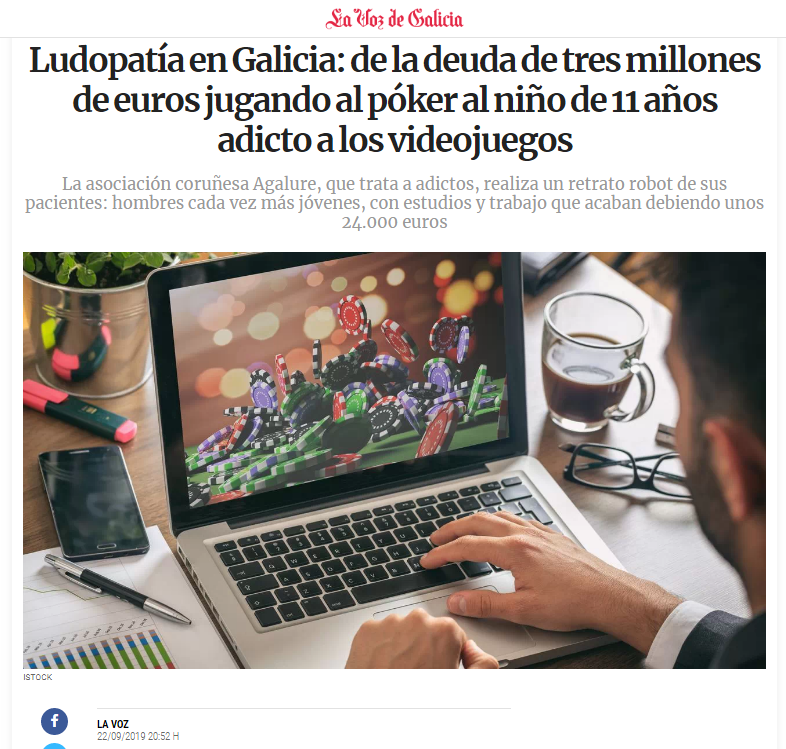 La Voz de Galicia
Ludopatía en Galicia: de la deuda de tres millones
de euros jugando al póker al niño de 11 años
adicto a los videojuegos
La asociación coruñesa Agalure, que trata a adictos, realiza un retrato robot de sus
pacientes: hombres cada vez más jóvenes, con estudios y trabajo que acaban debiendo unos
24.000 euros
ISTOCK
LA VOZ
22/09/2019 20:52 H